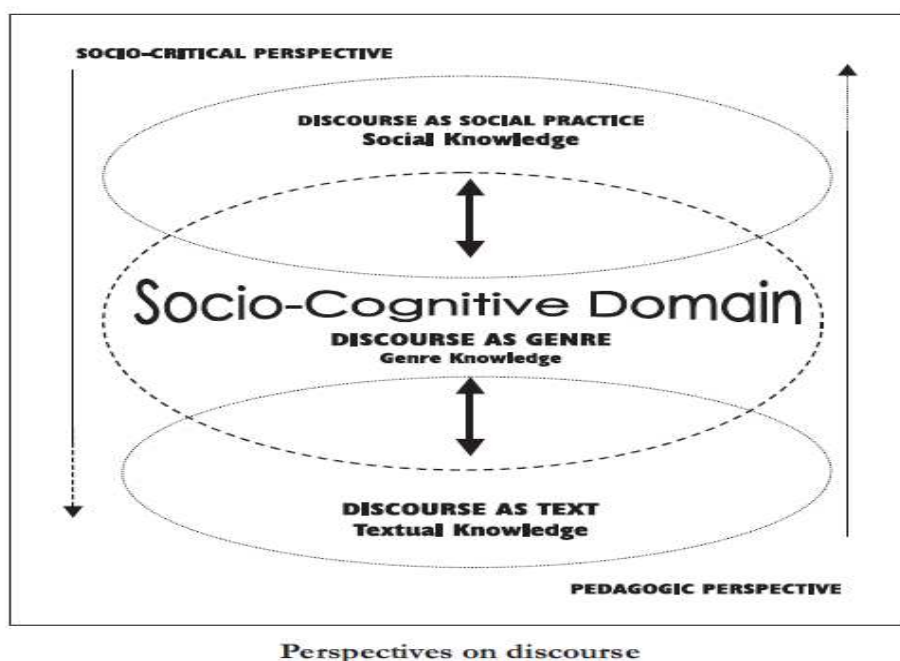 SOCIO-CRITICAL PERSPECTIVE
DISCOURSE AS SOCIAL PRACTICE
Social Knowledge
Socio-Cognitive Domain
DISCOURSE AS GENRE
Genre Knowledge
DISCOURSE AS TEXT
Textual Knowledge
PEDAGOGIC PERSPECTIVE
Perspectives on discourse